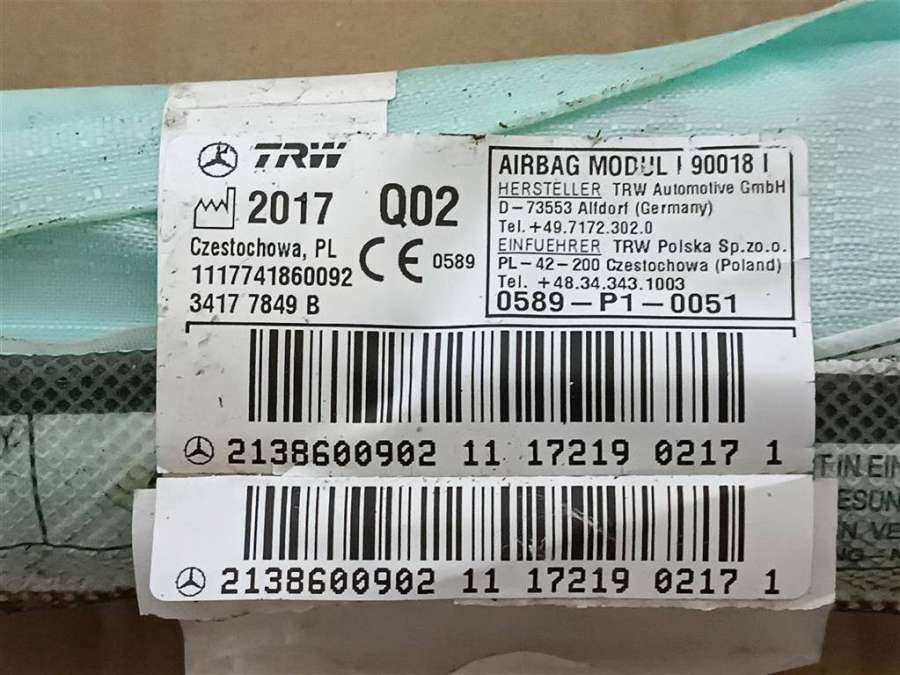 TRW
2017 Q02
Czestochowa, PL
CE 0589
1117741860092
3417 7849 B
AIRBAG MODUL I 90018 I
HERSTELLER TRW Automotive GmbH
D-73553 Alfdorf (Germany)
Tel. +49.7172.302.0
EINFUEHRER TRW Polska Sp.zo.o.
PL-42-200 Czestochowa (Poland)
Tel. +48.34.343.1003
0589-P1-0051
2138600902 11 17219 0217 1
2138600902 11 17219 0217 1